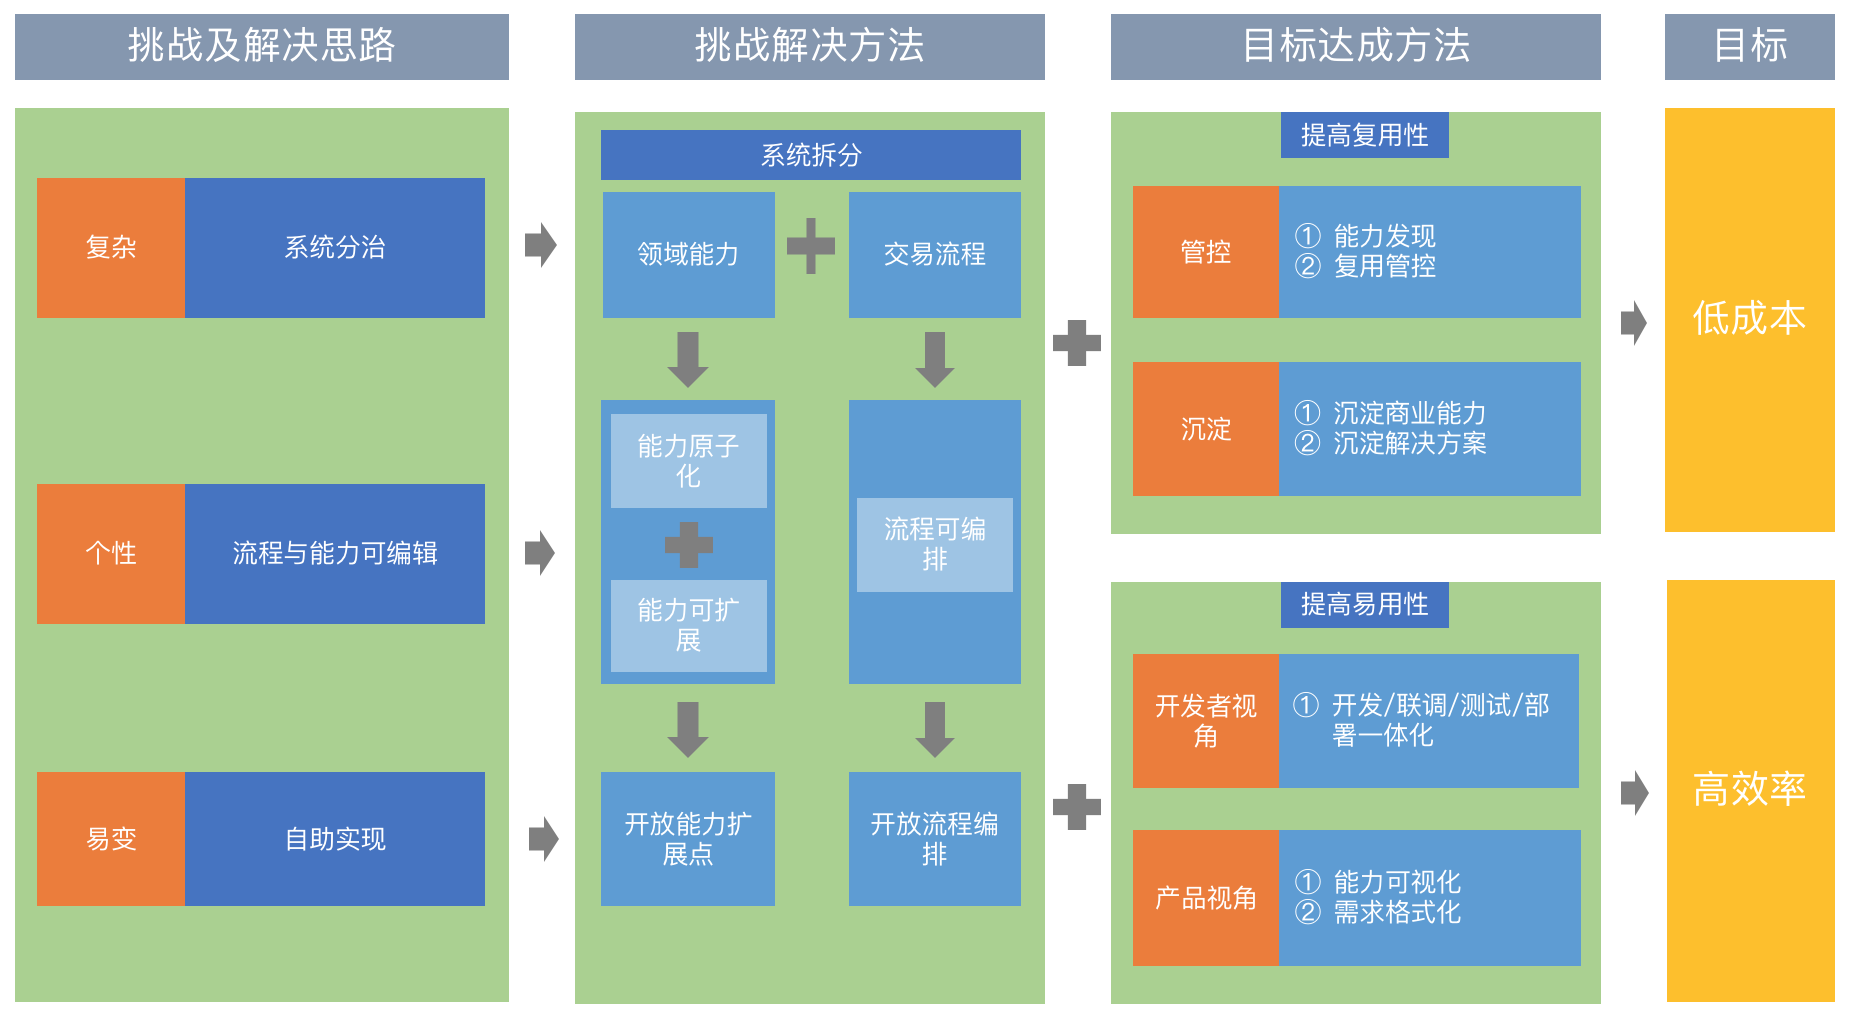 挑战及解决思路
挑战解决方法
目标达成方法
目标
复杂
系统分治
个性
流程与能力可编辑
易变
自助实现
系统拆分
领域能力
交易流程
能力原子
化
能力可扩
展
流程可编
排
开放能力扩
展点
开放流程编
排
提高复用性
管控
① 能力发现
② 复用管控
沉淀
① 沉淀商业能力
② 沉淀解决方案
提高易用性
开发者视
角
① 开发/联调/测试/部
署一体化
产品视角
① 能力可视化
② 需求格式化
低成本
高效率